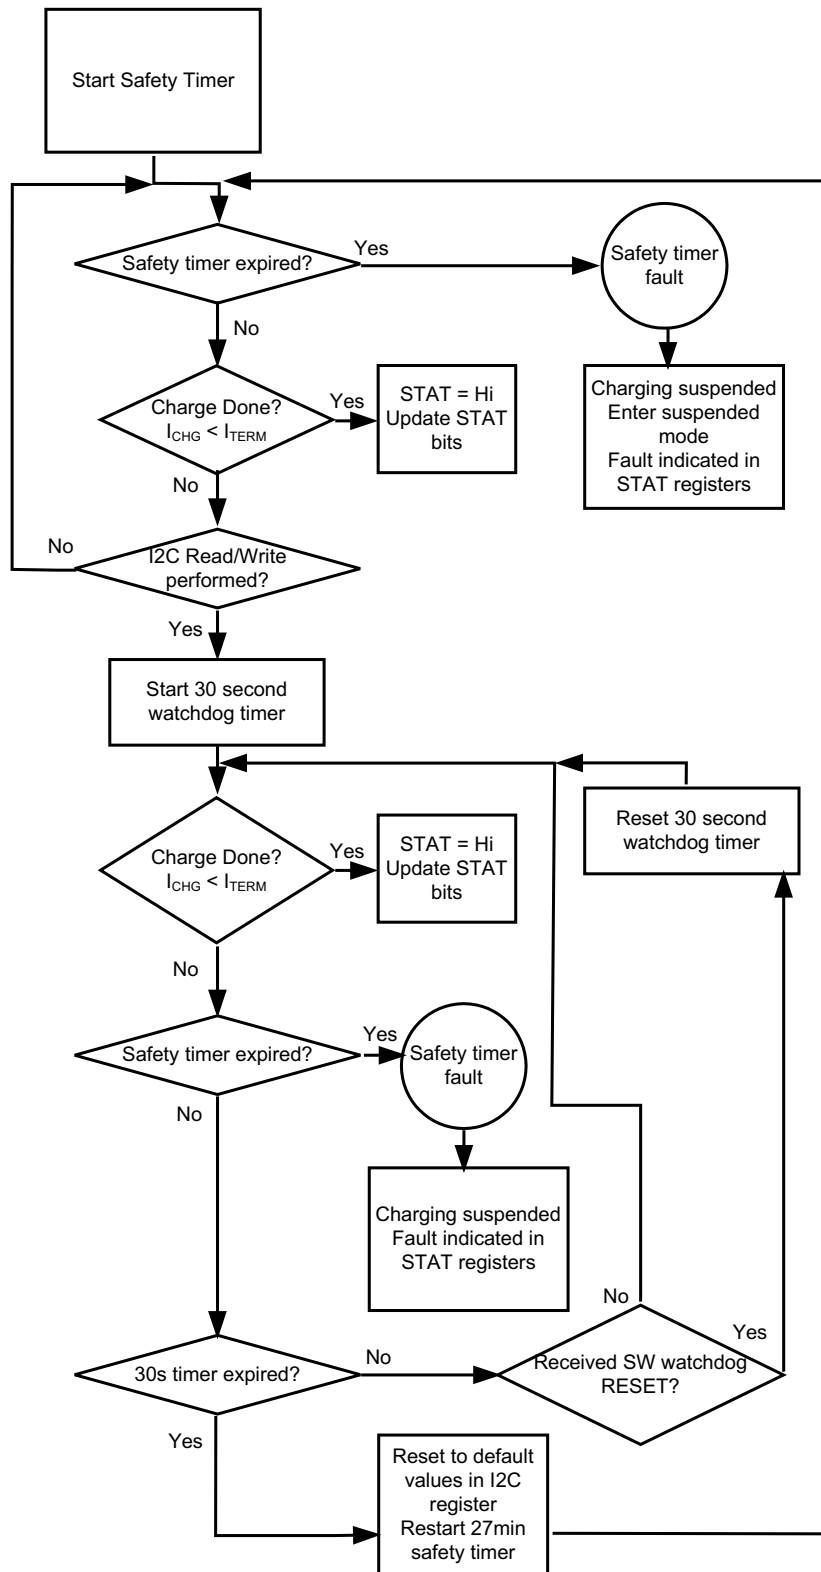 Start Safety Timer
Safety timer expired?
Yes
Safety timer
fault
No
Charging suspended
Enter suspended
mode
Fault indicated in
STAT registers
Charge Done?
I_CHG < I_TERM
Yes
STAT = Hi
Update STAT
bits
No
I2C Read/Write
performed?
No
Yes
Start 30 second
watchdog timer
Reset 30 second
watchdog timer
Charge Done?
I_CHG < I_TERM
Yes
STAT = Hi
Update STAT
bits
No
Safety timer expired?
Yes
Safety timer
fault
No
Charging suspended
Fault indicated in
STAT registers
30s timer expired?
No
Received SW watchdog
RESET?
No
Yes
Yes
Reset to default
values in I2C
register
Restart 27min
safety timer